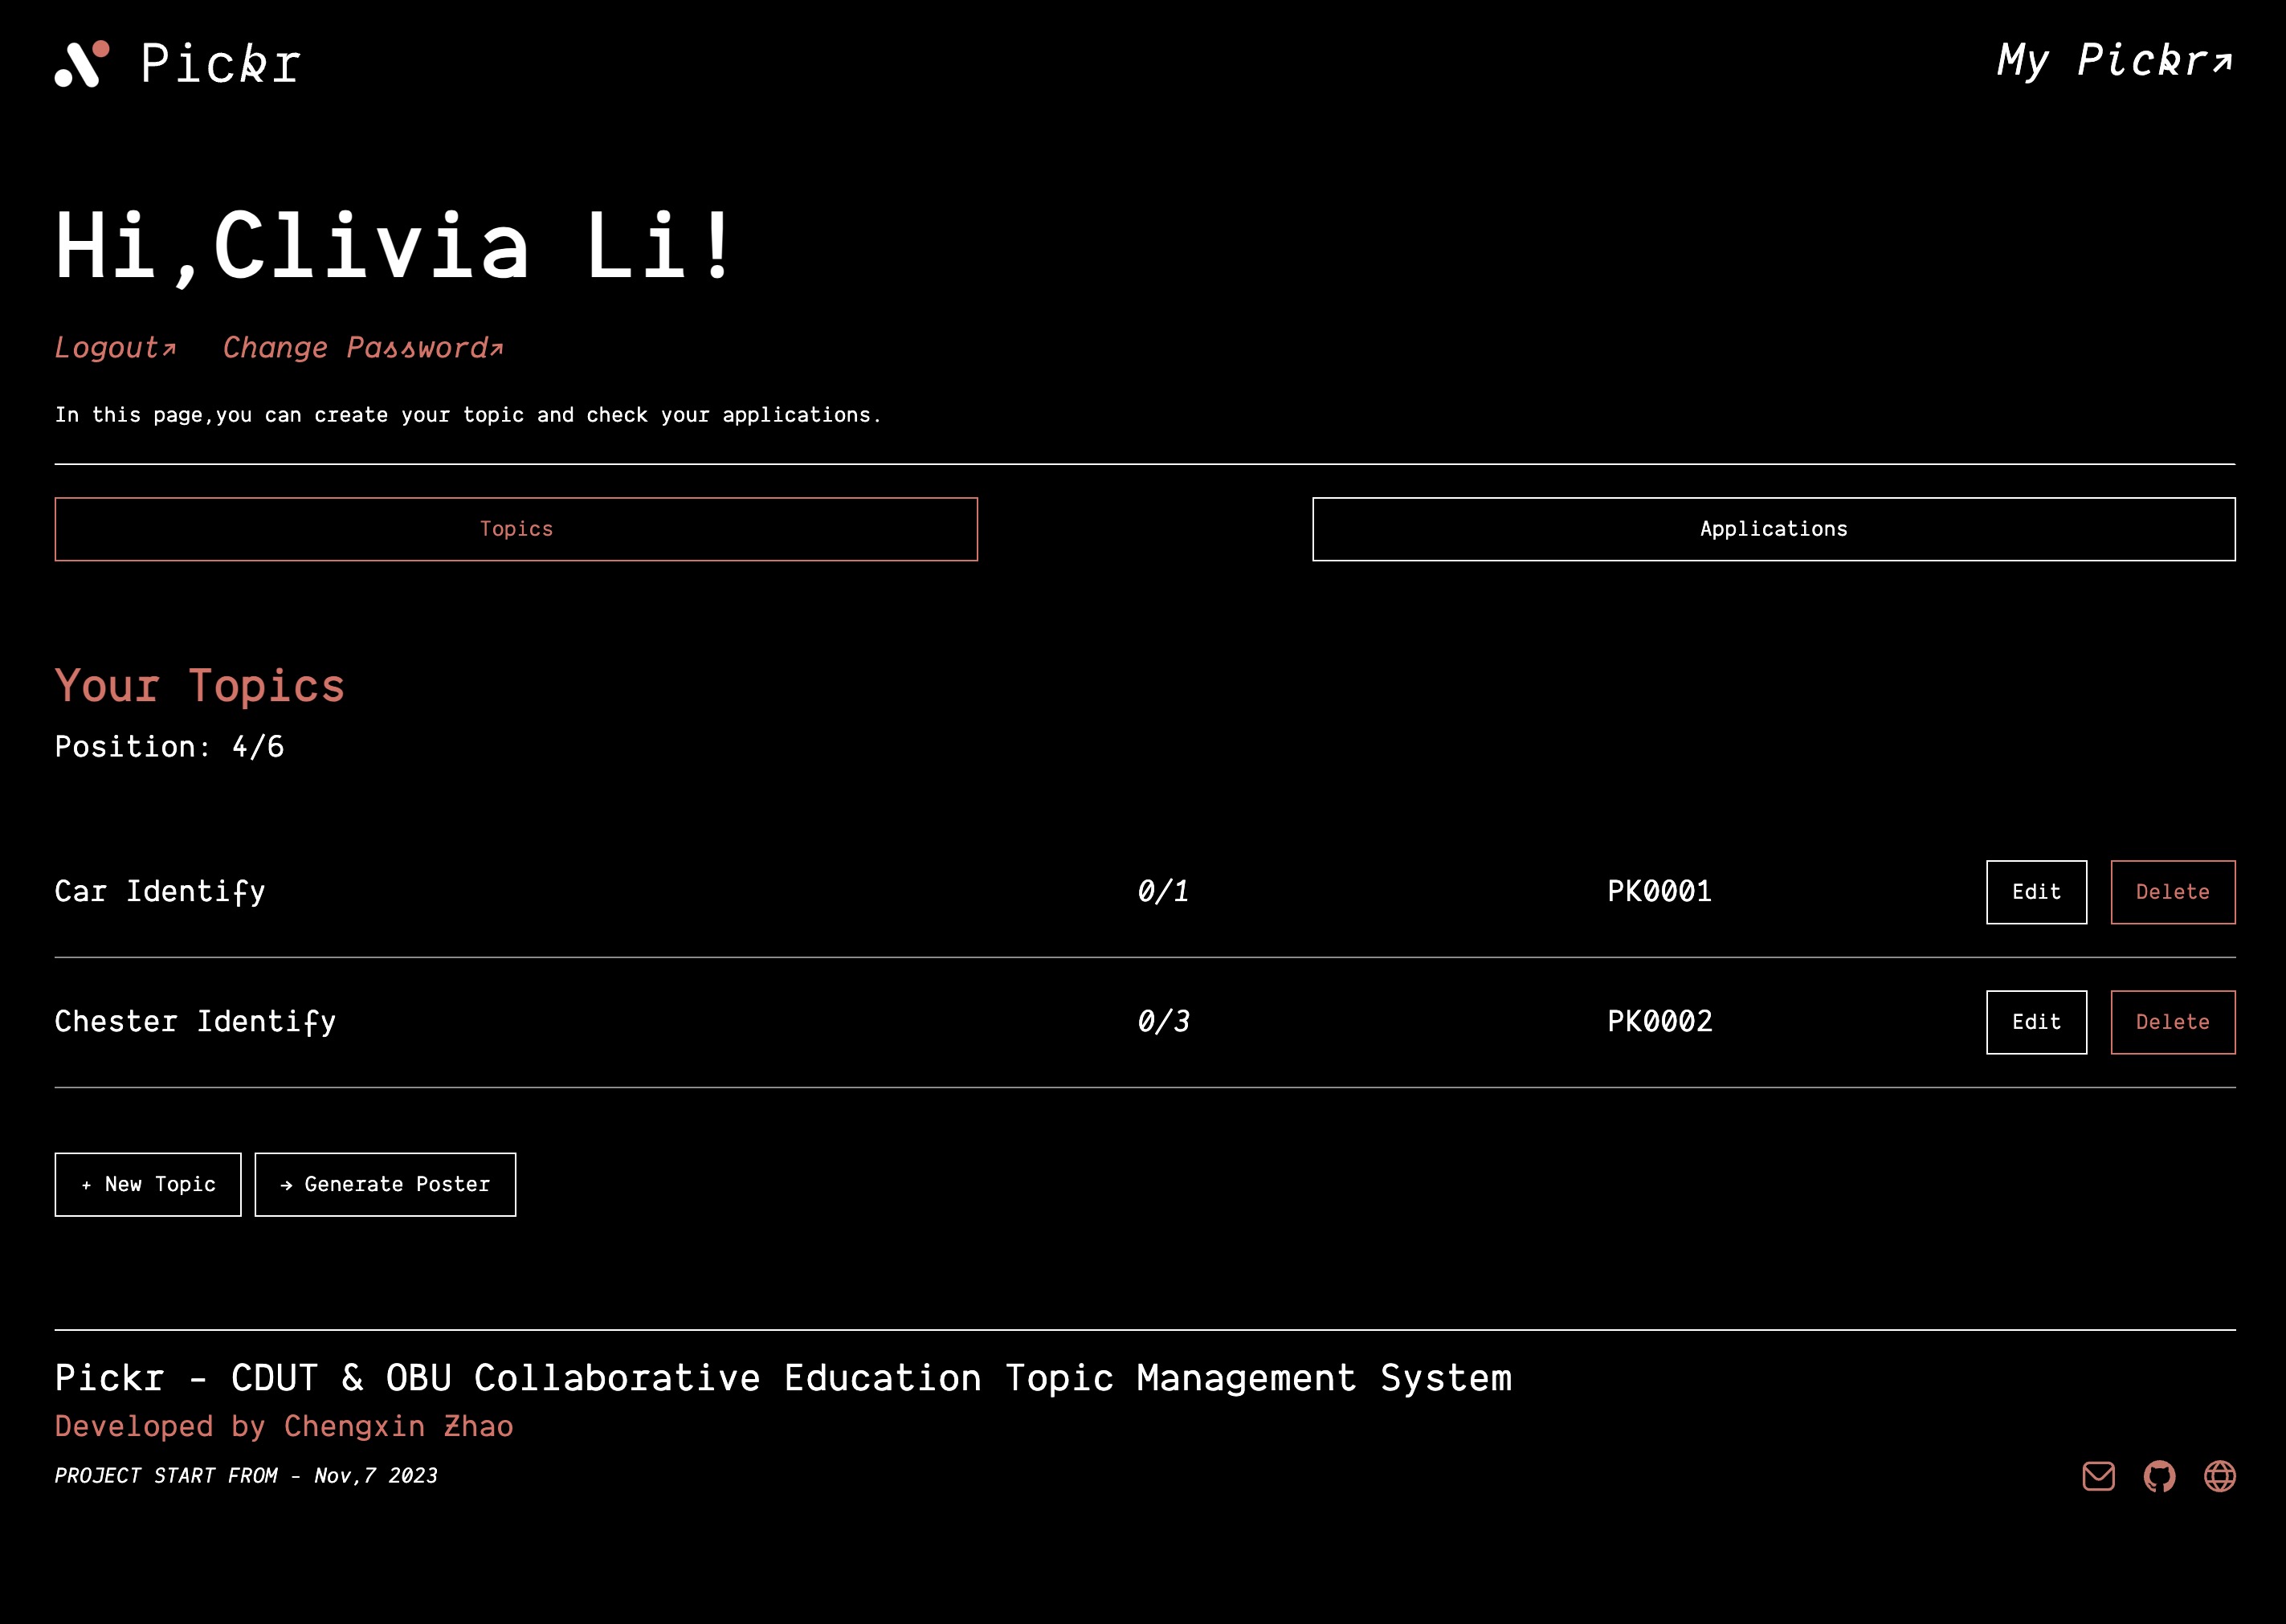 Pickr
My Pickr↗
Hi,Clivia Li!
Logout↗ Change Password↗
In this page,you can create your topic and check your applications.
Topics
Applications
Your Topics
Position: 4/6
Car Identify 0/1 PK0001 Edit Delete
Chester Identify 0/3 PK0002 Edit Delete
+ New Topic
→ Generate Poster
Pickr - CDUT & OBU Collaborative Education Topic Management System
Developed by Chengxin Zhao
PROJECT START FROM - Nov,7 2023